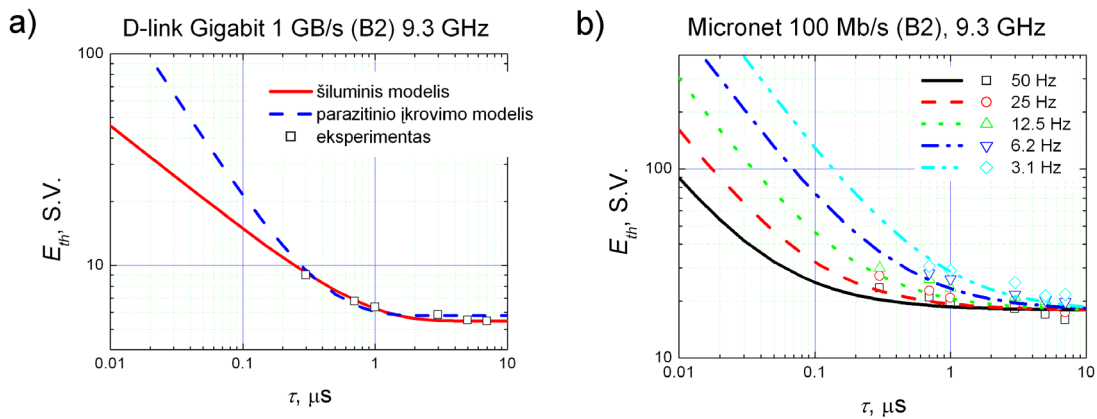 a)
D-link Gigabit 1 GB/s (B2) 9.3 GHz
100
10
E_th, S.V.
šiluminis modelis
parazitinio įkrovimo modelis
eksperimentas
0.01 0.1 1 10
τ, μs
b)
Micronet 100 Mb/s (B2), 9.3 GHz
100
10
E_th, S.V.
50 Hz
25 Hz
12.5 Hz
6.2 Hz
3.1 Hz
0.01 0.1 1 10
τ, μs